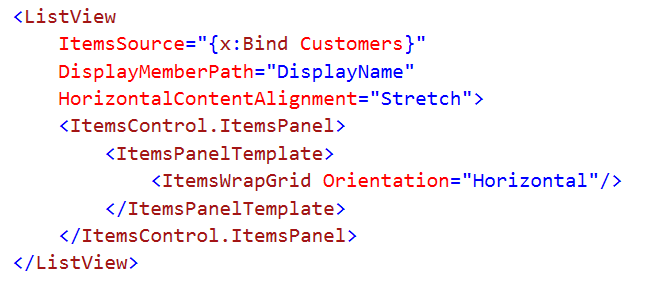 <ListView
    ItemsSource="{x:Bind Customers}"
    DisplayMemberPath="DisplayName"
    HorizontalContentAlignment="Stretch">
    <ItemsControl.ItemsPanel>
        <ItemsPanelTemplate>
            <ItemsWrapGrid Orientation="Horizontal"/>
        </ItemsPanelTemplate>
    </ItemsControl.ItemsPanel>
</ListView>